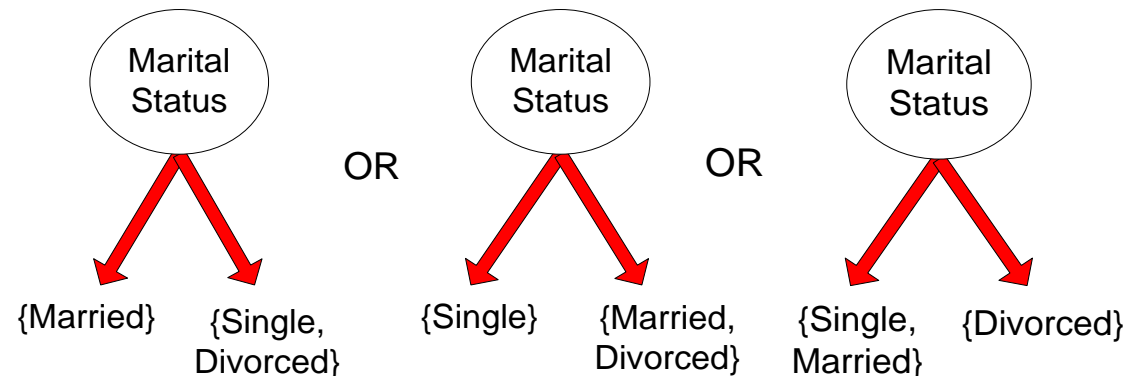 Marital
Status
OR
Marital
Status
OR
Marital
Status
{Married}
{Single,
Divorced}
{Single}
{Married,
Divorced}
{Single,
Married}
{Divorced}